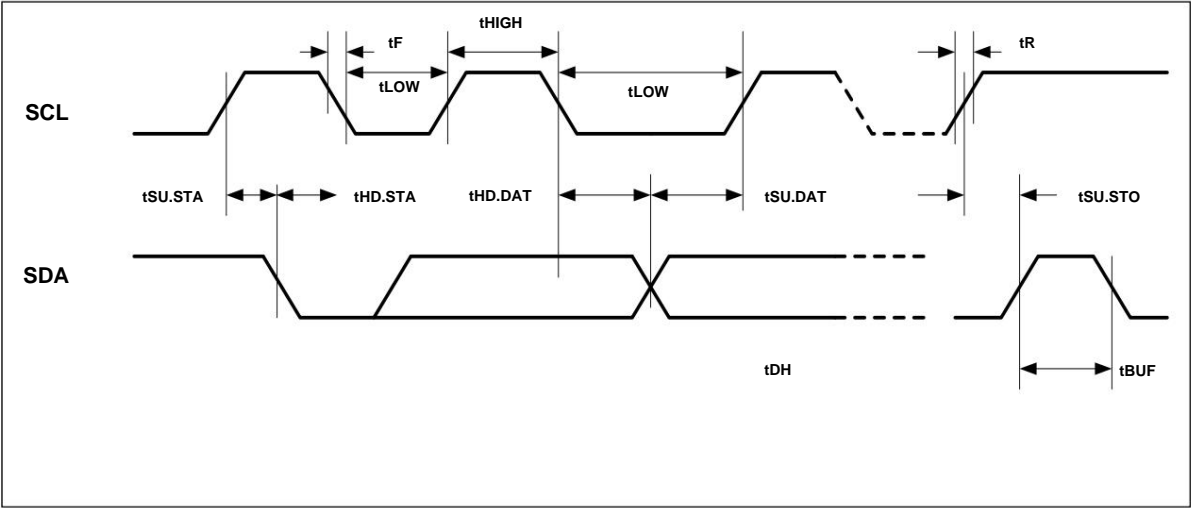 tHIGH
tF
tR
tLOW
tLOW
SCL
tSU.STA
tHD.STA
tHD.DAT
tSU.DAT
tSU.STO
SDA
tDH
tBUF